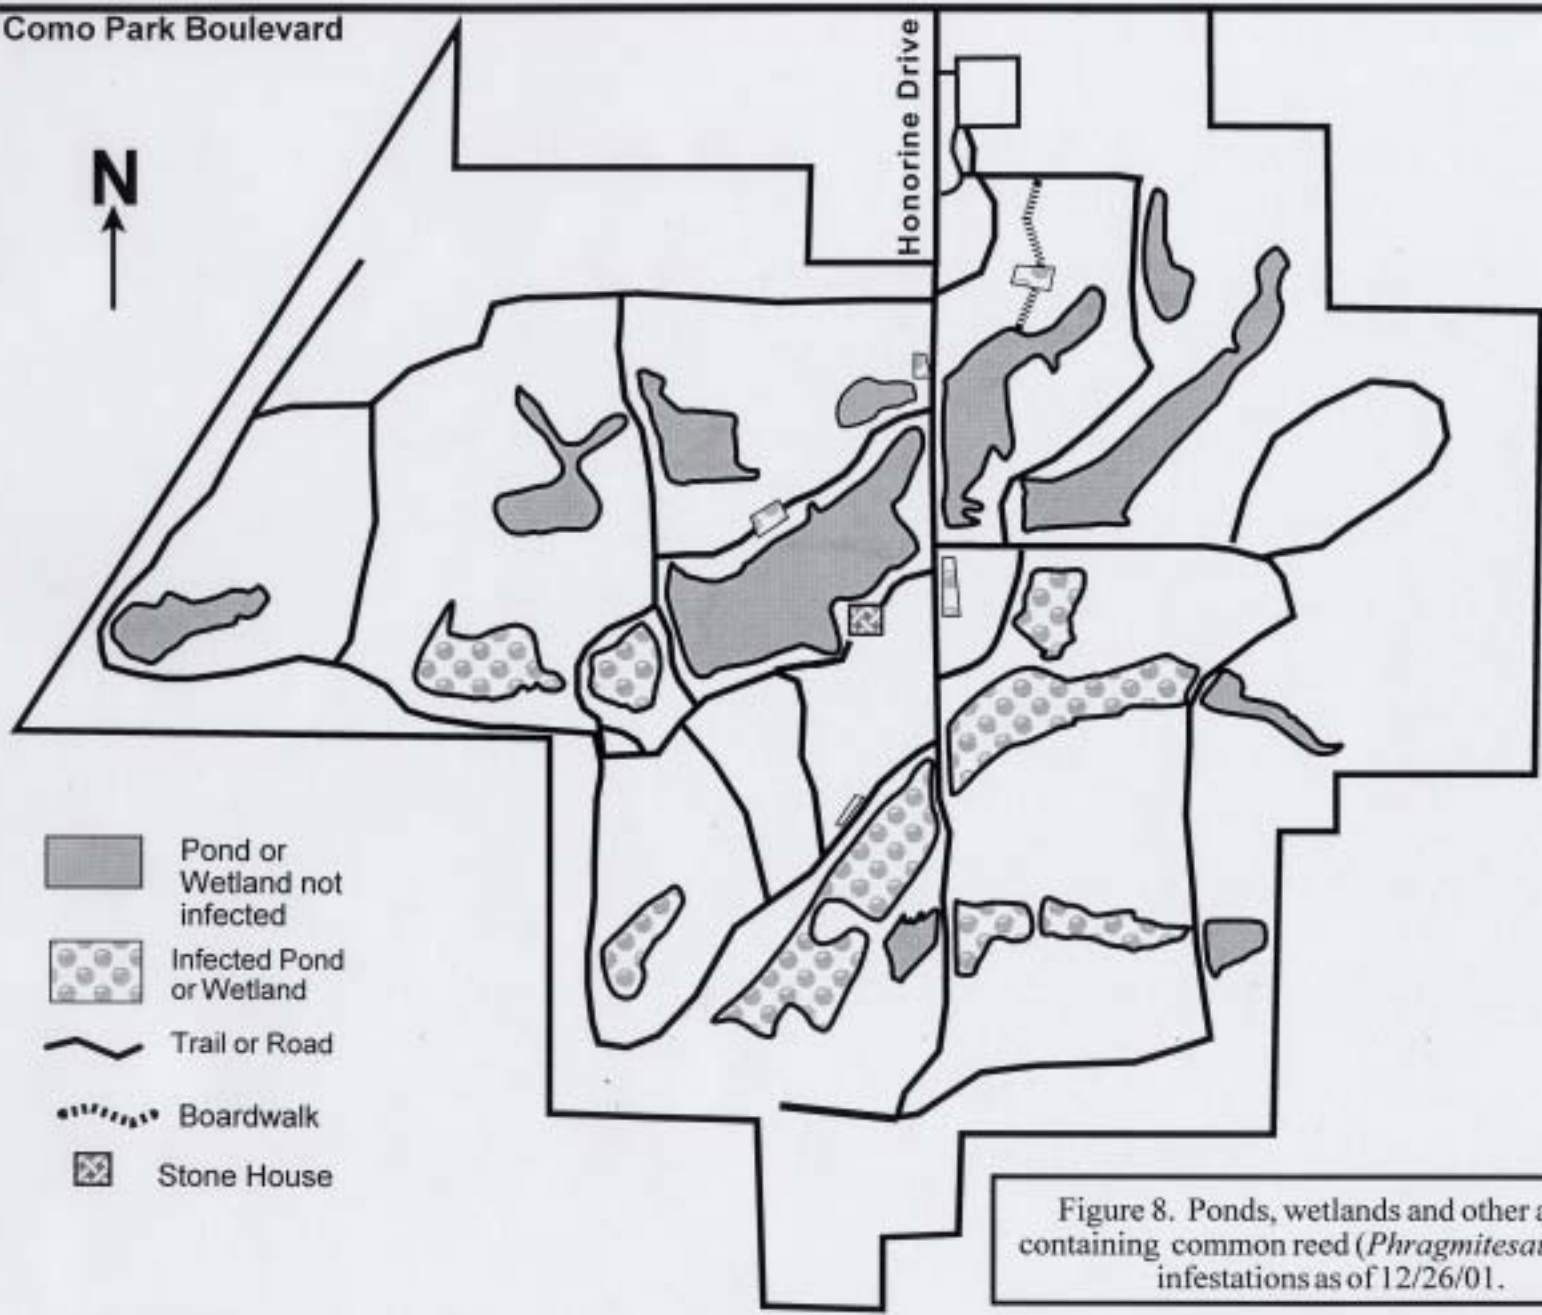 Como Park Boulevard
Honorine Drive
N
Pond or
Wetland not
infected
Infected Pond
or Wetland
Trail or Road
Boardwalk
Stone House
Figure 8. Ponds, wetlands and other
containing common reed (Phragmitesau
infestations as of 12/26/01.